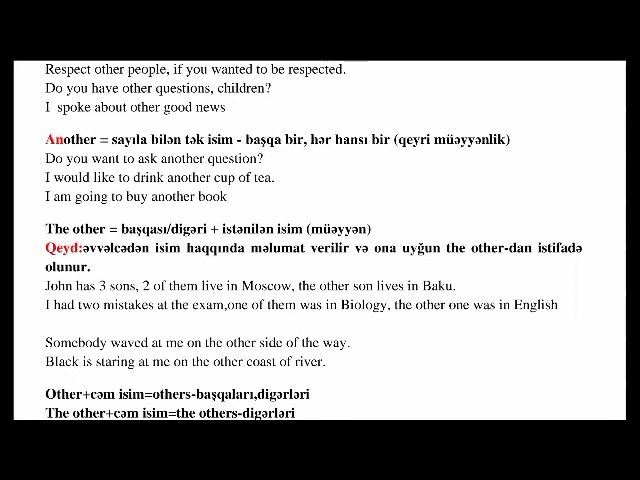 Respect other people, if you wanted to be respected.
Do you have other questions, children?
I  spoke about other good news
Another = sayıla bilən tək isim - başqa bir, hər hansı bir (qeyri müəyyənlik)
Do you want to ask another question?
I would like to drink another cup of tea.
I am going to buy another book
The other = başqası/digəri + istənilən isim (müəyyən)
Qeyd:əvvəlcədən isim haqqında məlumat verilir və ona uyğun the other-dan istifadə
olunur.
John has 3 sons, 2 of them live in Moscow, the other son lives in Baku.
I had two mistakes at the exam,one of them was in Biology, the other one was in English
Somebody waved at me on the other side of the way.
Black is staring at me on the other coast of river.
Other+cəm isim=others-başqaları,digərləri
The other+cəm isim=the others-digərləri